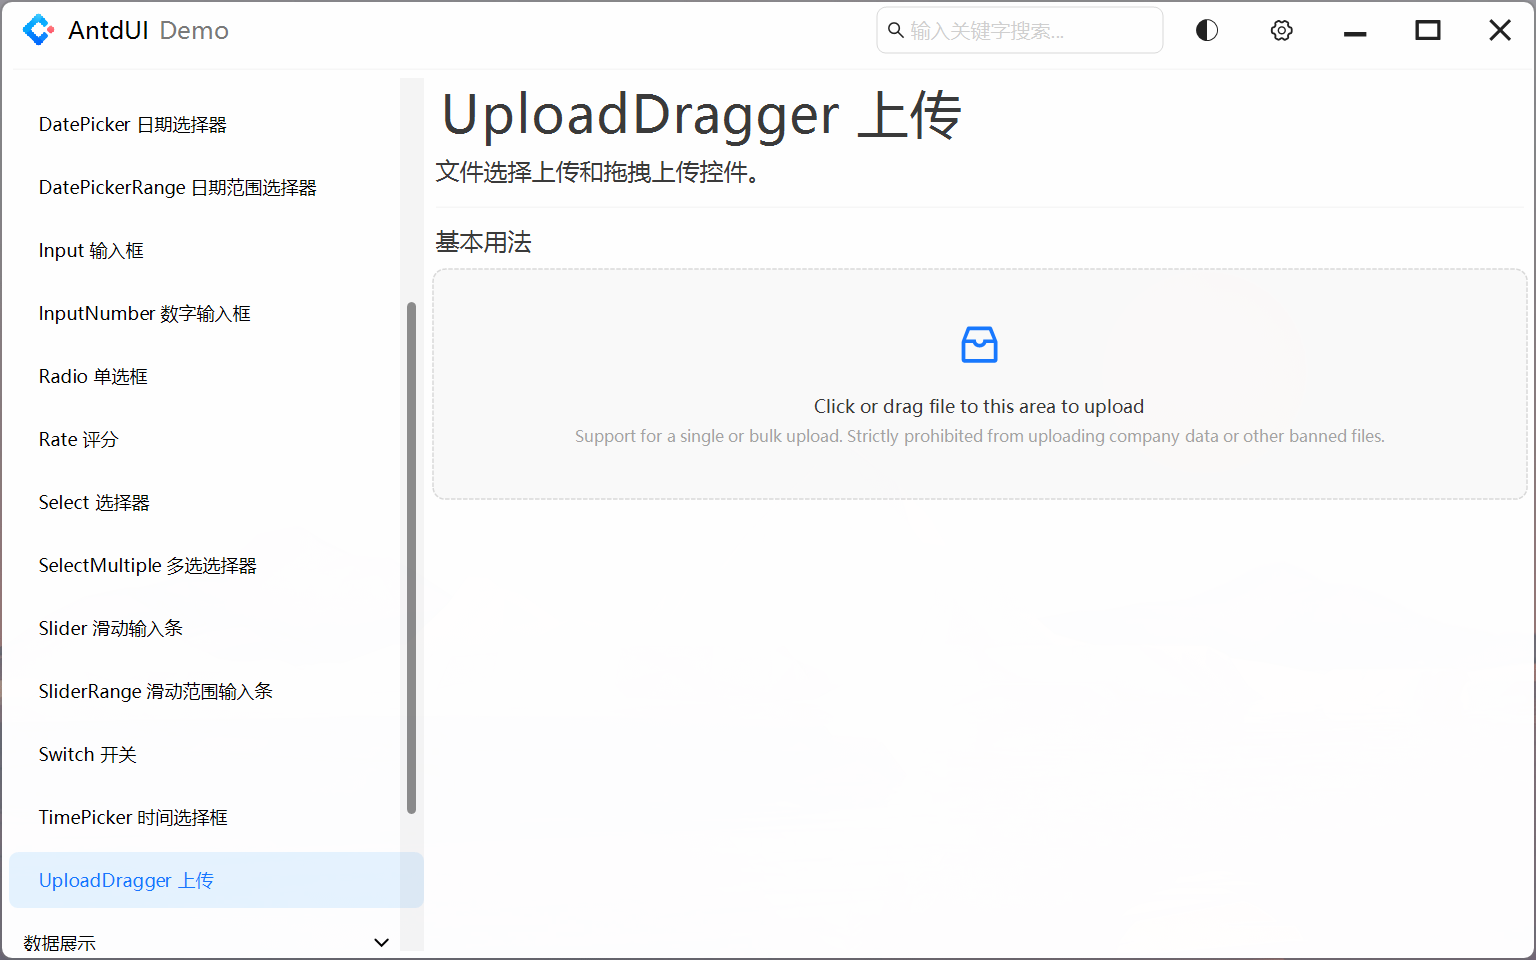 AntdUI Demo
输入关键字搜索...
DatePicker 日期选择器
DatePickerRange 日期范围选择器
Input 输入框
InputNumber 数字输入框
Radio 单选框
Rate 评分
Select 选择器
SelectMultiple 多选选择器
Slider 滑动输入条
SliderRange 滑动范围输入条
Switch 开关
TimePicker 时间选择框
UploadDragger 上传
数据展示
UploadDragger 上传
文件选择上传和拖拽上传控件。
基本用法
Click or drag file to this area to upload
Support for a single or bulk upload. Strictly prohibited from uploading company data or other banned files.